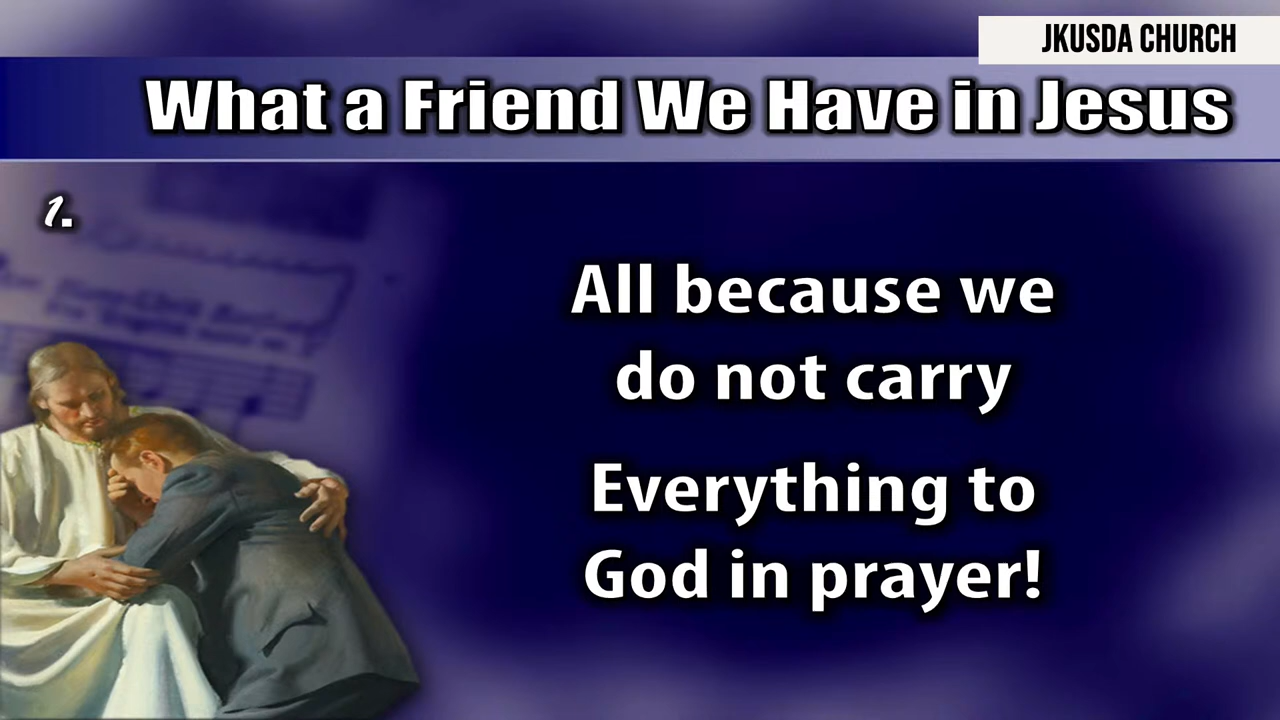 JKUSDA CHURCH
What a Friend We Have in Jesus
1.
All because we
do not carry
Everything to
God in prayer!